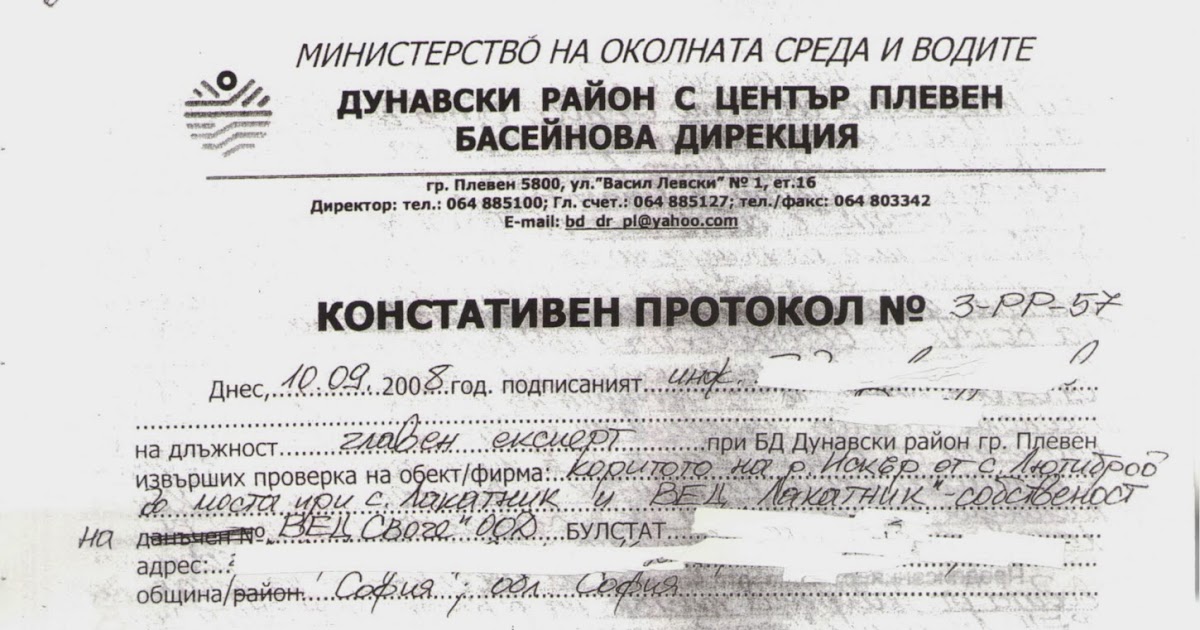 МИНИСТЕРСТВО НА ОКОЛНАТА СРЕДА И ВОДИТЕ
ДУНАВСКИ РАЙОН С ЦЕНТЪР ПЛЕВЕН
БАСЕЙНОВА ДИРЕКЦИЯ
гр. Плевен 5800, ул."Васил Левски" № 1, ет.16
Директор: тел.: 064 885100; Гл. счет.: 064 885127; тел./факс: 064 803342
E-mail: bd_dr_pl@yahoo.com
КОНСТАТИВЕН ПРОТОКОЛ № 3-РР-57
Днес, 10.09. 2008.год. подписаният инж.
на длъжност главен експерт при БД Дунавски район гр. Плевен
извърших проверка на обект/фирма: коритото на р. Искър от с. Лютиброд
до моста при с. Лакатник и ВЕЦ Лакатник" - собственост
на данъчен №, "ВЕЦ Своге" ООД БУЛСТАТ
адрес:
община/район "София"; обл. София